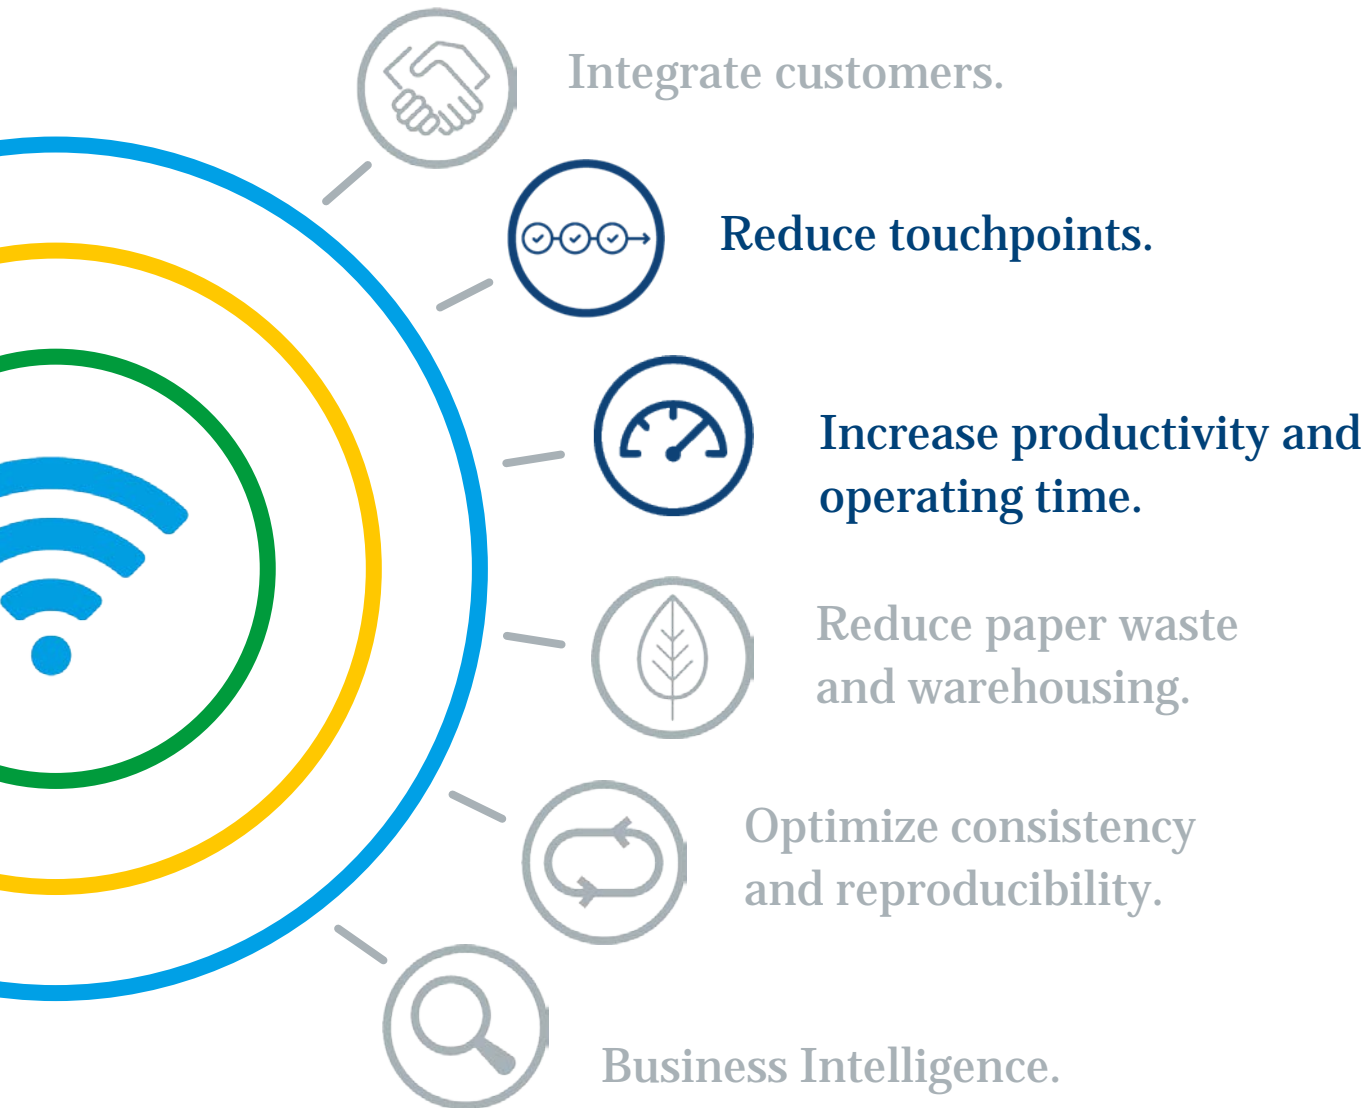 Integrate customers.
Reduce touchpoints.
Increase productivity and
operating time.
Reduce paper waste
and warehousing.
Optimize consistency
and reproducibility.
Business Intelligence.